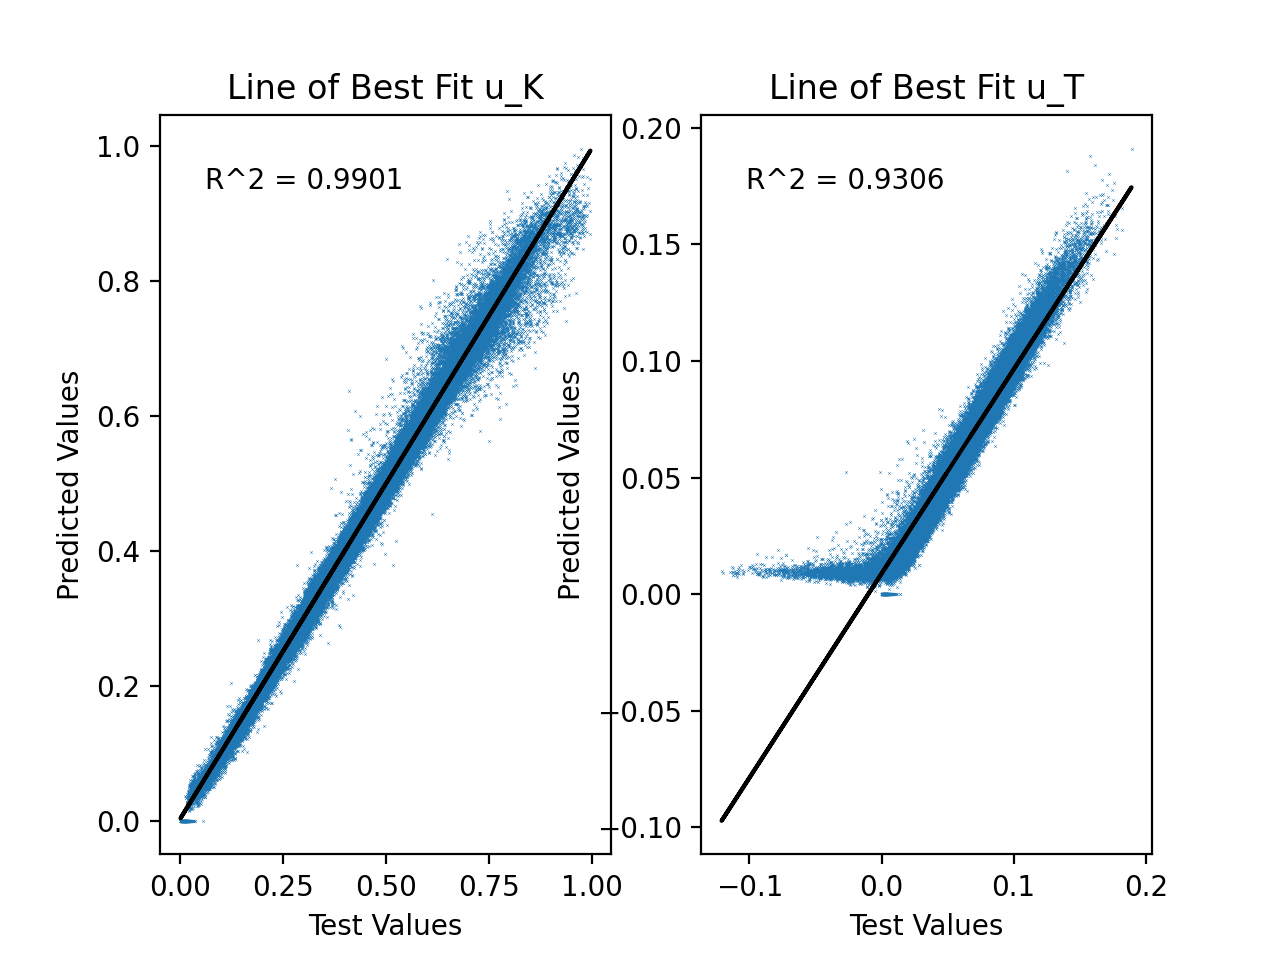 Line of Best Fit u_K
R^2 = 0.9901
1.0
0.8
0.6
0.4
0.2
0.0
Predicted Values
0.00 0.25 0.50 0.75 1.00
Test Values
Line of Best Fit u_T
R^2 = 0.9306
0.20
0.15
0.10
0.05
0.00
−0.05
−0.10
Predicted Values
−0.1 0.0 0.1 0.2
Test Values